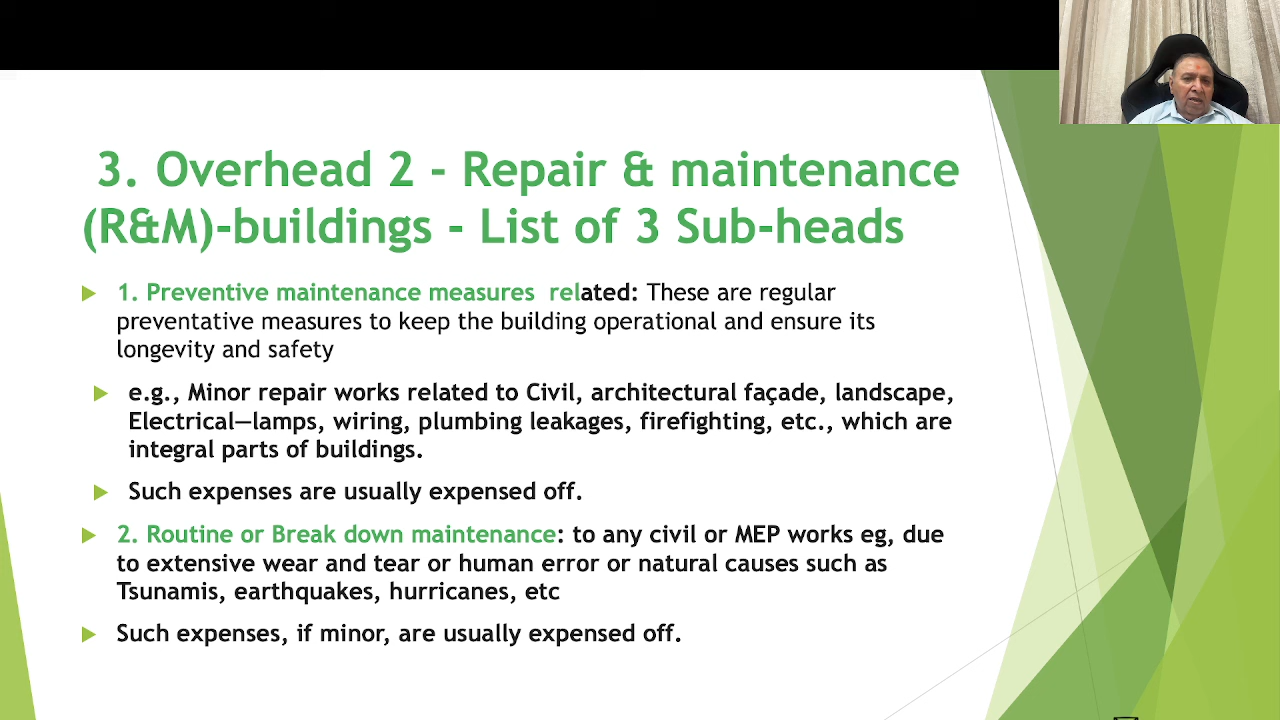 3. Overhead 2 - Repair & maintenance
(R&M)-buildings - List of 3 Sub-heads
1. Preventive maintenance measures  related: These are regular
preventative measures to keep the building operational and ensure its
longevity and safety
e.g., Minor repair works related to Civil, architectural façade, landscape,
Electrical—lamps, wiring, plumbing leakages, firefighting, etc., which are
integral parts of buildings.
Such expenses are usually expensed off.
2. Routine or Break down maintenance: to any civil or MEP works eg, due
to extensive wear and tear or human error or natural causes such as
Tsunamis, earthquakes, hurricanes, etc
Such expenses, if minor, are usually expensed off.